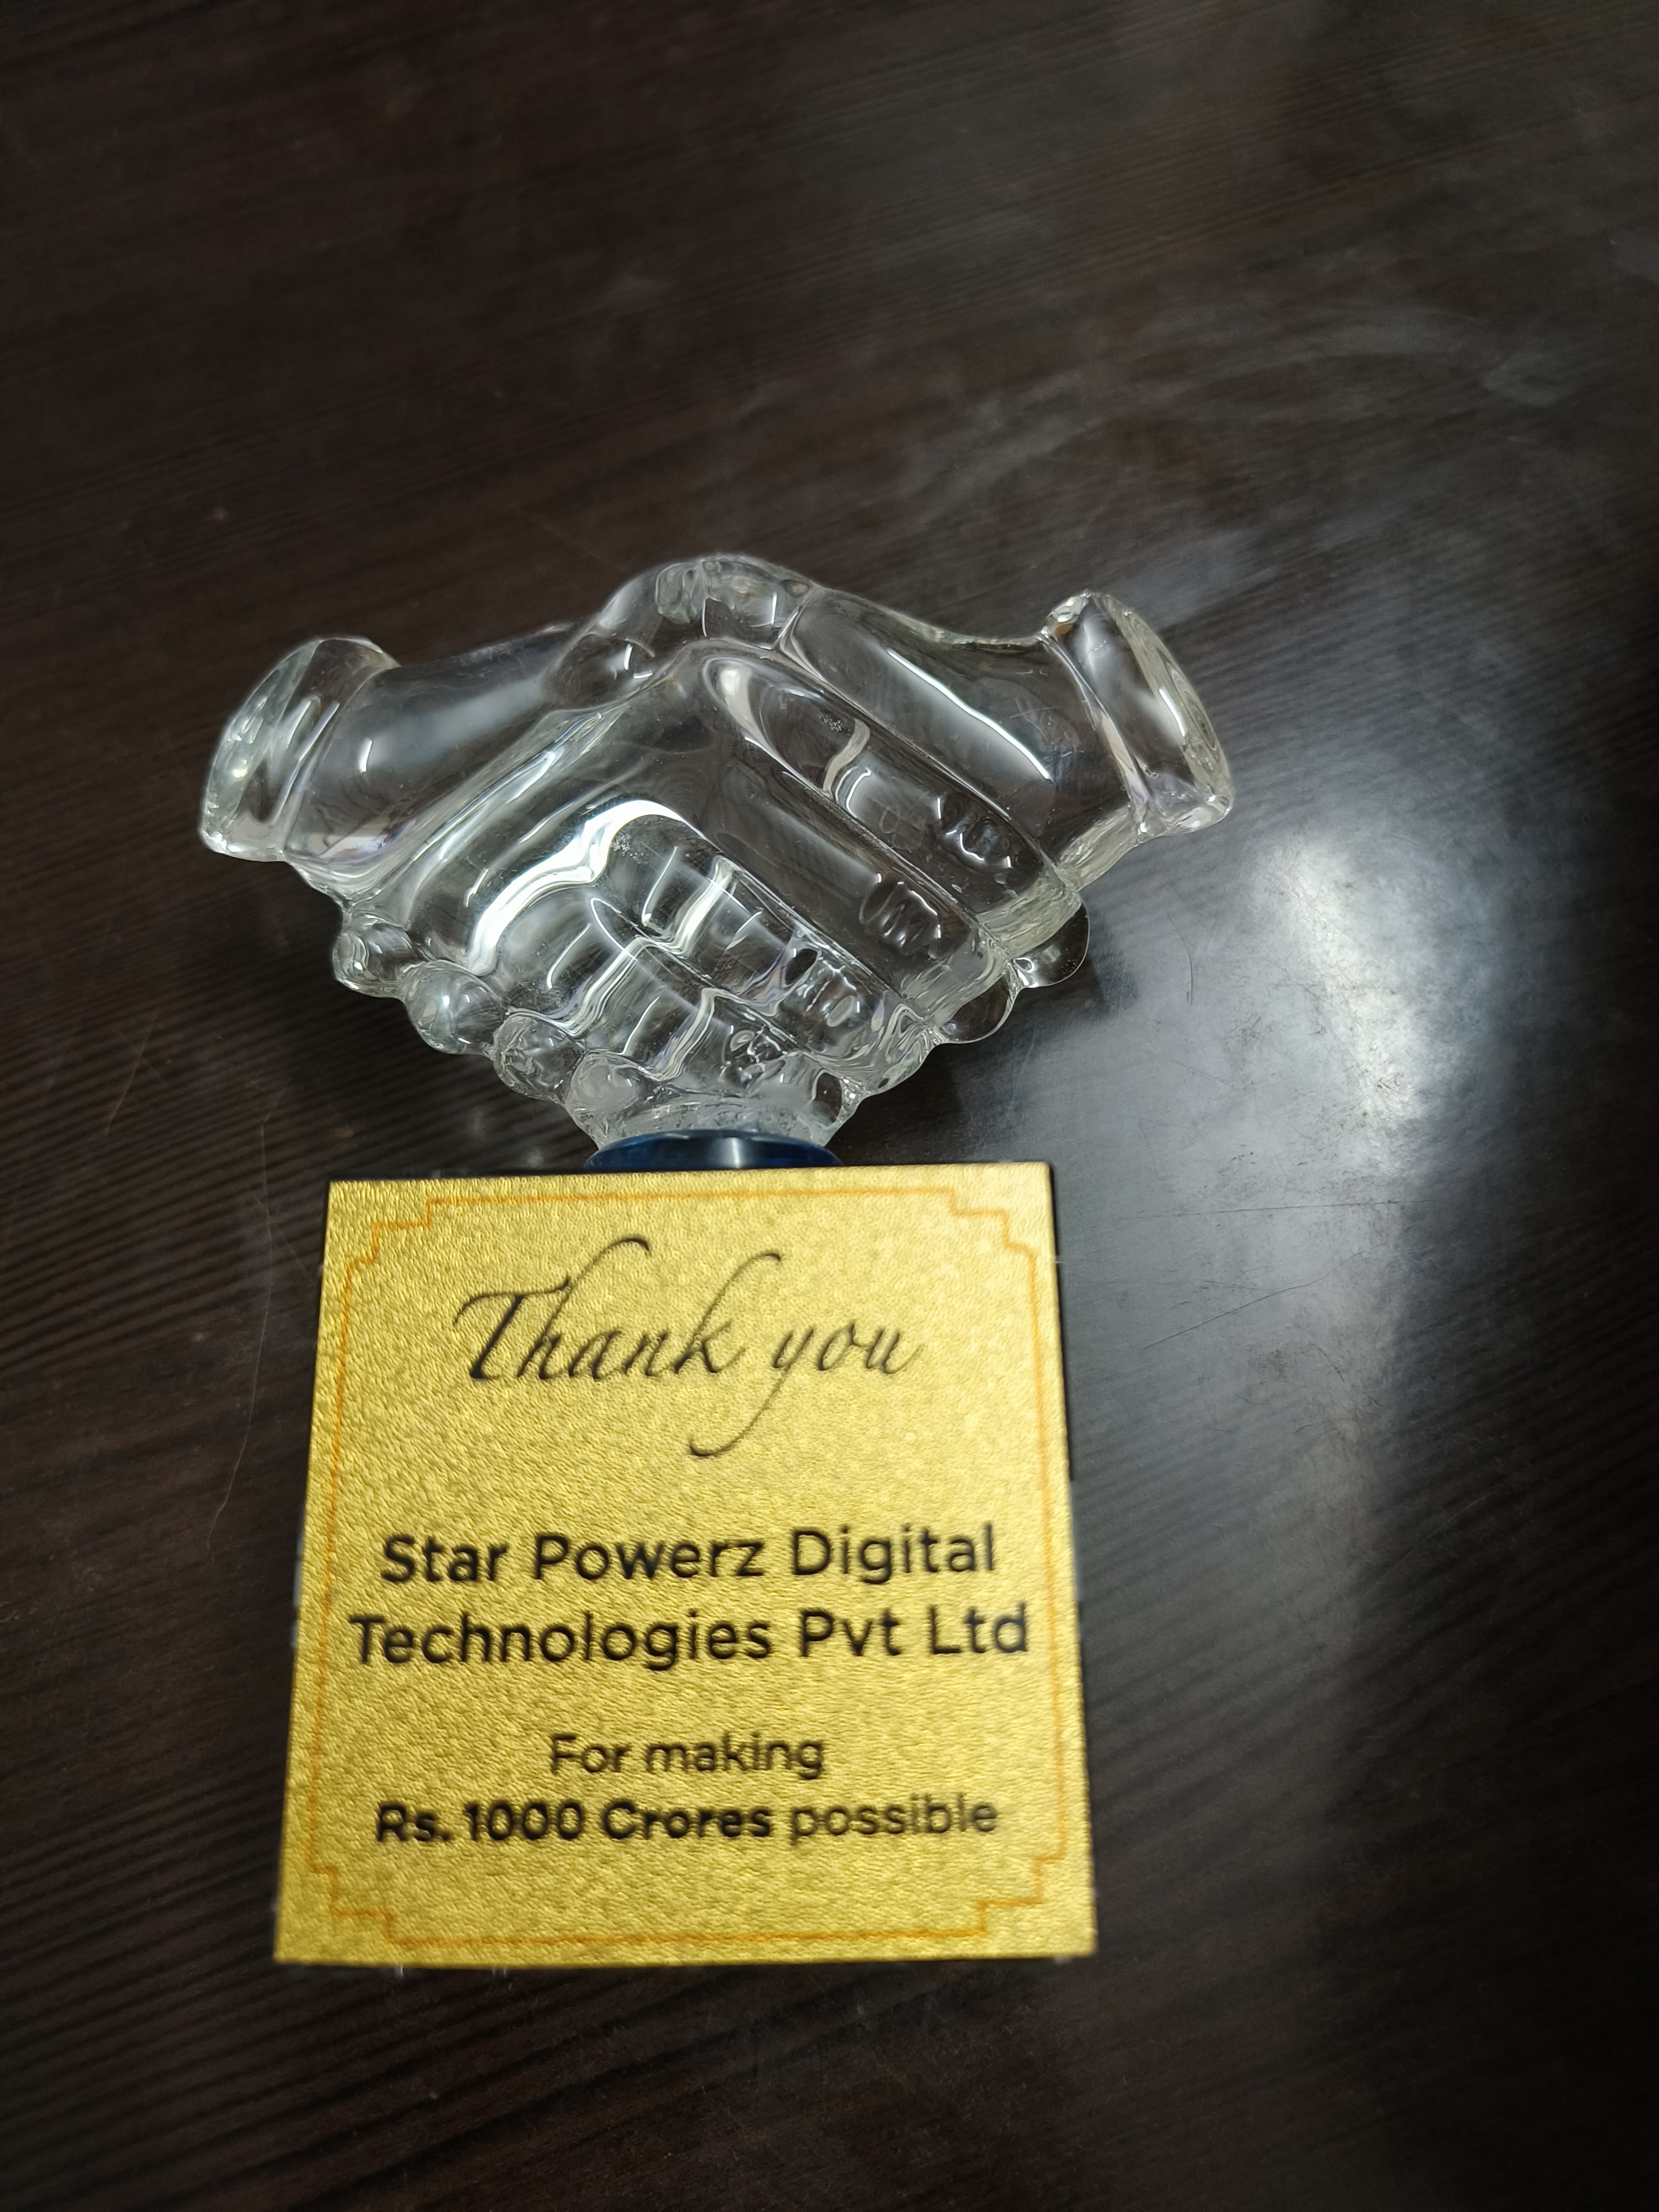 Thank you
Star Powerz Digital
Technologies Pvt Ltd
For making
Rs. 1000 Crores possible